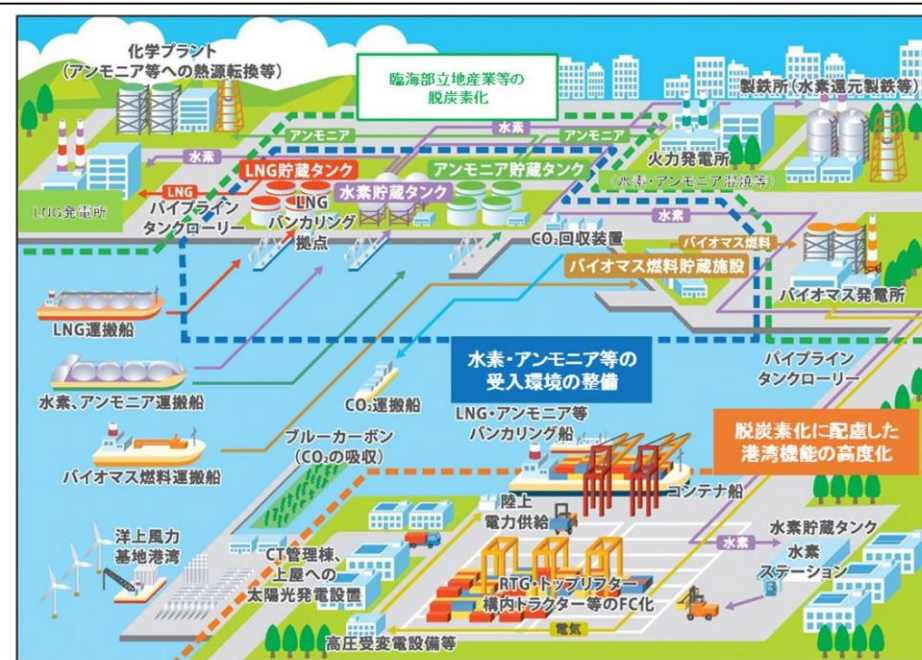 化学プラント
(アンモニア等への熱源転換等)
臨海部立地産業等の
脱炭素化
製鉄所(水素還元製鉄等)
アンモニア
水素
アンモニア
水素
LNG貯蔵タンク
アンモニア貯蔵タンク
火力発電所
(水素・アンモニア混焼等)
LNG
水素貯蔵タンク
LNG発電所
パイプライン
タンクローリー
LNG
バンカリング
拠点
水素
CO₂回収装置
バイオマス燃料
バイオマス燃料貯蔵施設
バイオマス発電所
LNG運搬船
水素・アンモニア等の
受入環境の整備
パイプライン
タンクローリー
水素、アンモニア運搬船
CO₂運搬船
LNG・アンモニア等
バンカリング船
脱炭素化に配慮した
港湾機能の高度化
バイオマス燃料運搬船
ブルーカーボン
(CO₂の吸収)
コンテナ船
陸上
電力供給
洋上風力
基地港湾
CT管理棟、
上屋への
太陽光発電設置
水素貯蔵タンク
水素
水素
ステーション
RTG・トップリフター
構内トラクター等のFC化
電気
高圧受変電設備等